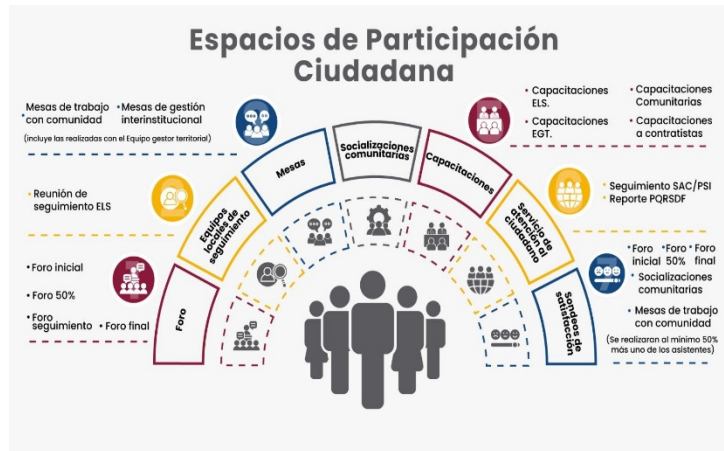 Espacios de Participación
Ciudadana
• Mesas de trabajo
con comunidad
• Mesas de gestión
interinstitucional
(incluye las realizadas con el Equipo gestor territorial)
• Reunión de
seguimiento ELS
• Foro inicial
• Foro 50%
• Foro
seguimiento
• Foro final
Foro
Equipos
locales de
seguimiento
Mesas
Socializaciones
comunitarias
Capacitaciones
Servicio de
atención al
ciudadano
Sondeos de
satisfacción
• Capacitaciones
ELS.
• Capacitaciones
EGT.
• Capacitaciones
Comunitarias
• Capacitaciones
a contratistas
• Seguimiento SAC/PSI
• Reporte PQRSDF
• Foro
inicial
• Foro
50%
• Foro
final
• Socializaciones
comunitarias
• Mesas de trabajo
con comunidad
(Se realizaran al mínimo 50%
más uno de los asistentes)